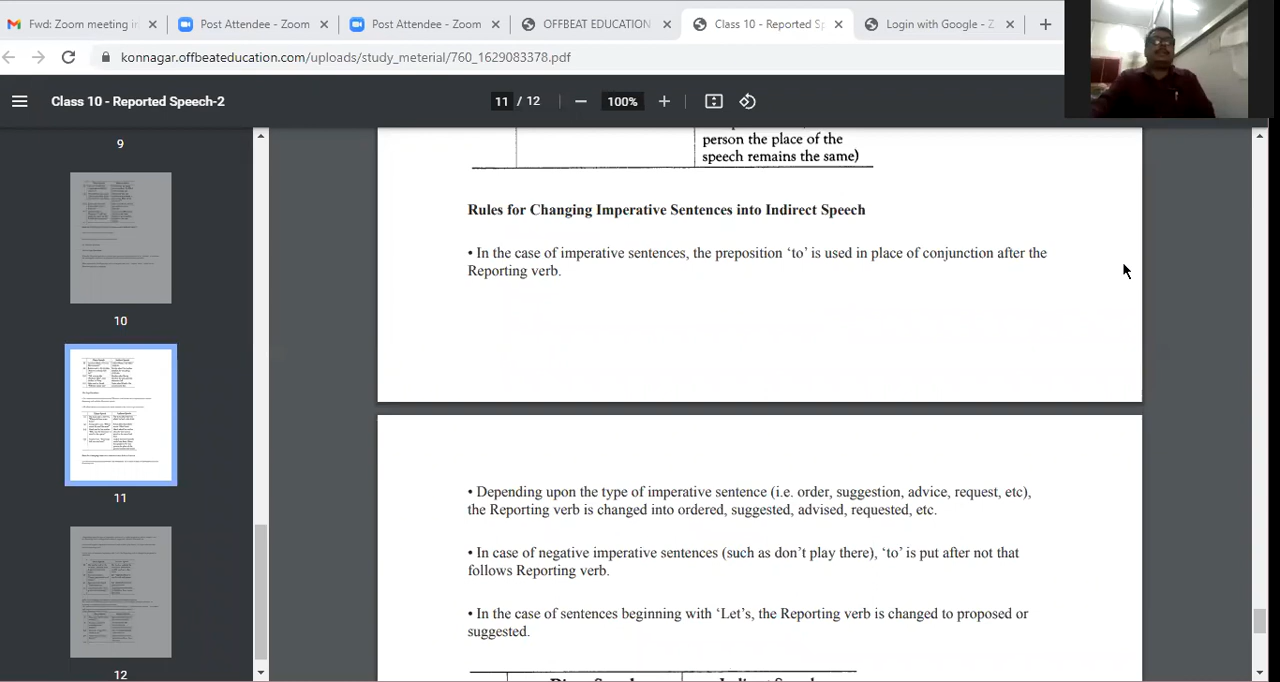 Fwd: Zoom meeting in
Post Attendee - Zoom
Post Attendee - Zoom
OFFBEAT EDUCATION
Class 10 - Reported Sp
Login with Google - Z
konnagar.offbeateducation.com/uploads/study_meterial/760_1629083378.pdf
Class 10 - Reported Speech-2
11 / 12
100%
9
10
11
12
person the place of the
speech remains the same)
Rules for Changing Imperative Sentences into Indirect Speech
• In the case of imperative sentences, the preposition ‘to’ is used in place of conjunction after the
Reporting verb.
• Depending upon the type of imperative sentence (i.e. order, suggestion, advice, request, etc),
the Reporting verb is changed into ordered, suggested, advised, requested, etc.
• In case of negative imperative sentences (such as don’t play there), ‘to’ is put after not that
follows Reporting verb.
• In the case of sentences beginning with ‘Let’s, the Reporting verb is changed to proposed or
suggested.